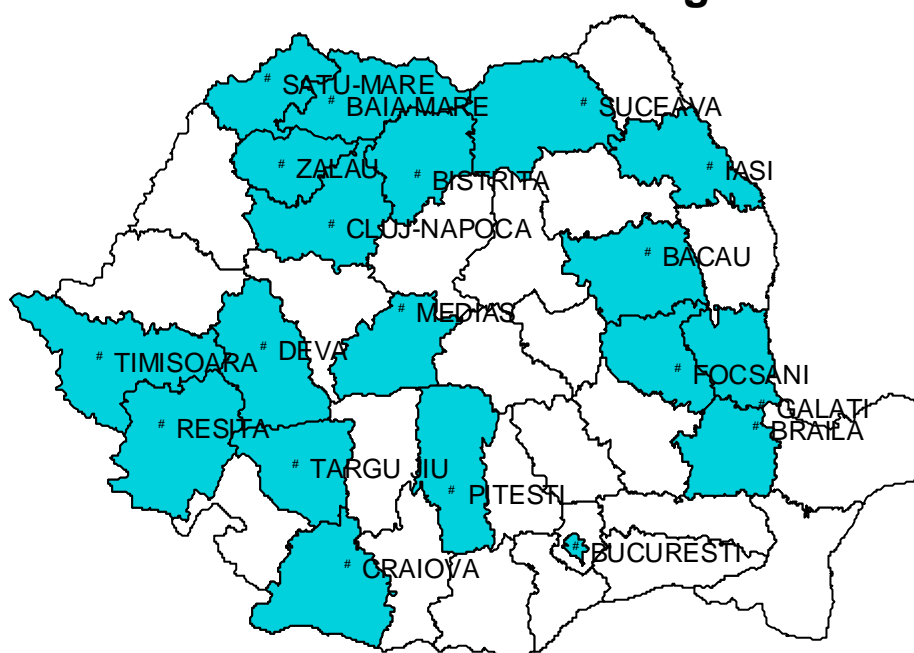 SATU-MARE
BAIA-MARE
SUCEAVA
ZALAU
BISTRITA
IASI
CLUJ-NAPOCA
BACAU
MEDIAS
TIMISOARA
DEVA
FOCSANI
GALATI
BRAILA
RESITA
TARGU JIU
PITESTI
BUCURESTI
CRAIOVA